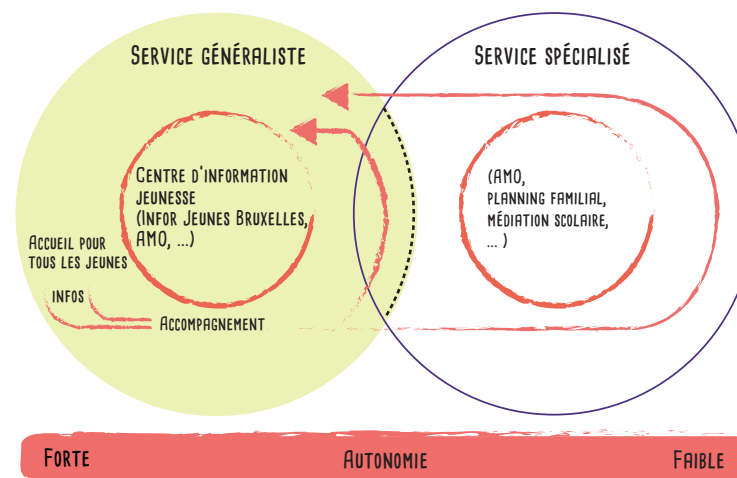 Service généraliste
Service spécialisé
Centre d'information
jeunesse
(Infor Jeunes Bruxelles,
AMO, ...)
(AMO,
planning familial,
médiation scolaire,
... )
Accueil pour
tous les jeunes
infos
Accompagnement
Forte
Autonomie
Faible